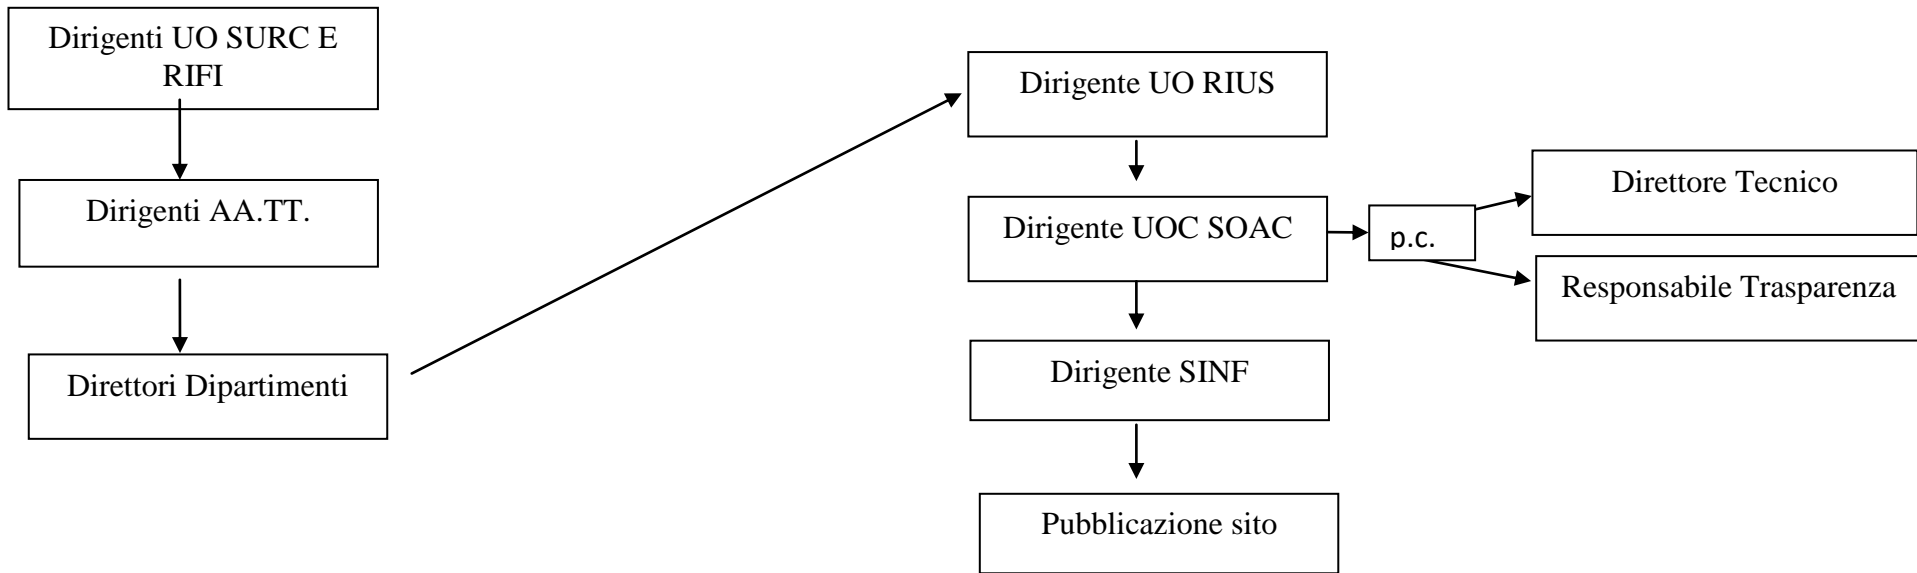 Dirigenti UO SURC E
RIFI
Dirigenti AA.TT.
Direttori Dipartimenti
Dirigente UO RIUS
Dirigente UOC SOAC
p.c.
Direttore Tecnico
Responsabile Trasparenza
Dirigente SINF
Pubblicazione sito